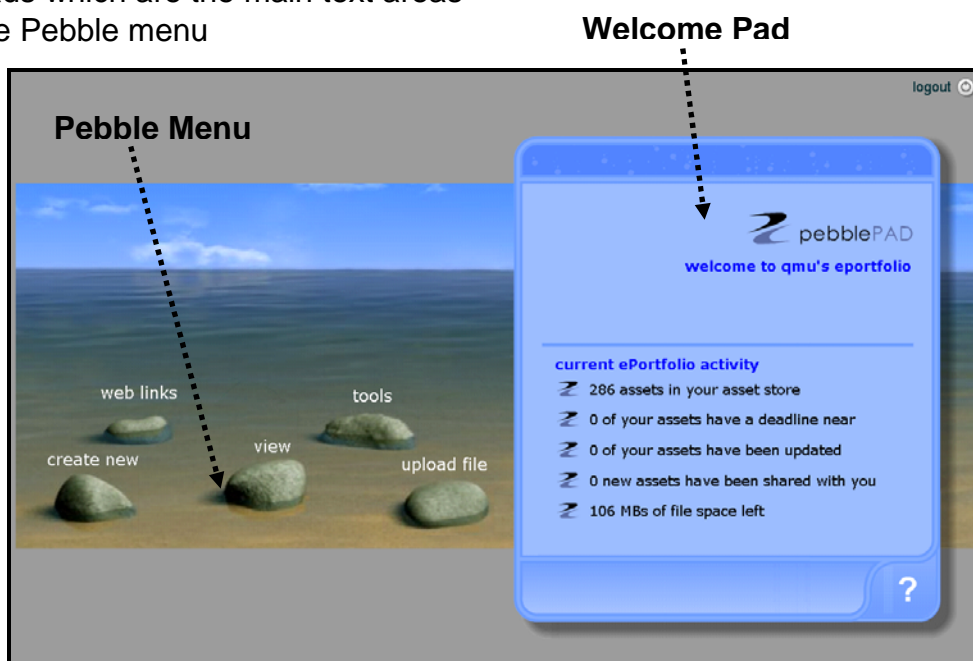 which are the main text areas
Pebble menu
Welcome Pad
logout
Pebble Menu
pebblePAD
welcome to qmu's eportfolio
current ePortfolio activity
286 assets in your asset store
0 of your assets have a deadline near
0 of your assets have been updated
0 new assets have been shared with you
106 MBs of file space left
web links
tools
create new
view
upload file
?